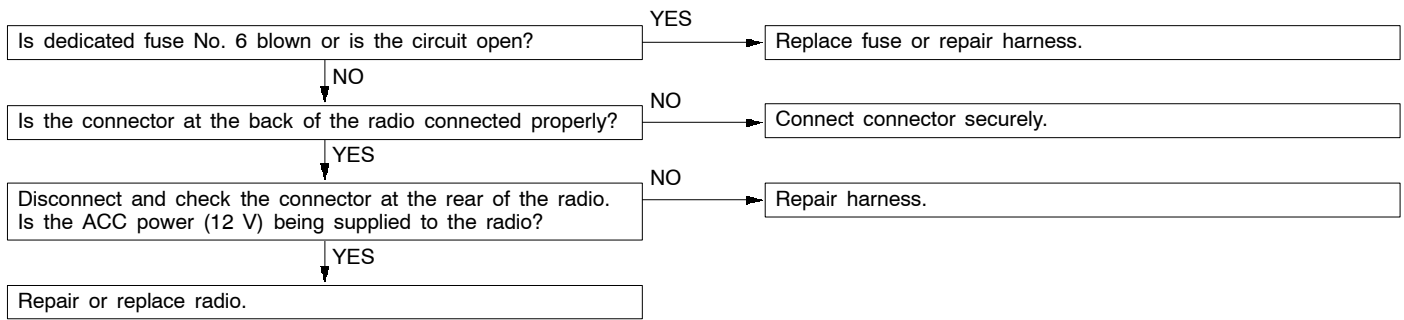 Is dedicated fuse No. 6 blown or is the circuit open?
YES
Replace fuse or repair harness.
NO
Is the connector at the back of the radio connected properly?
NO
Connect connector securely.
YES
Disconnect and check the connector at the rear of the radio.
Is the ACC power (12 V) being supplied to the radio?
NO
Repair harness.
YES
Repair or replace radio.